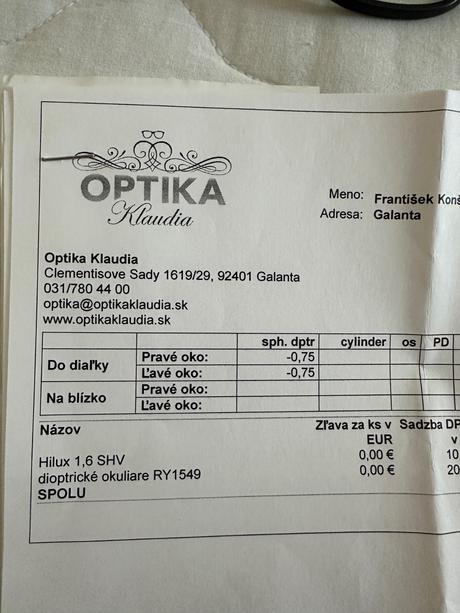 OPTIKA
Klaudia
Meno: František
Adresa: Galanta
Optika Klaudia
Clementisove Sady 1619/29, 92401 Galanta
031/780 44 00
optika@optikaklaudia.sk
www.optikaklaudia.sk
sph. dptr cylinder os PD
Do diaľky Pravé oko: -0,75
Ľavé oko: -0,75
Na blízko Pravé oko:
Ľavé oko:
Názov Zľava za ks v Sadzba DP
EUR v
Hilux 1,6 SHV 0,00 € 10
dioptrické okuliare RY1549 0,00 € 20
SPOLU